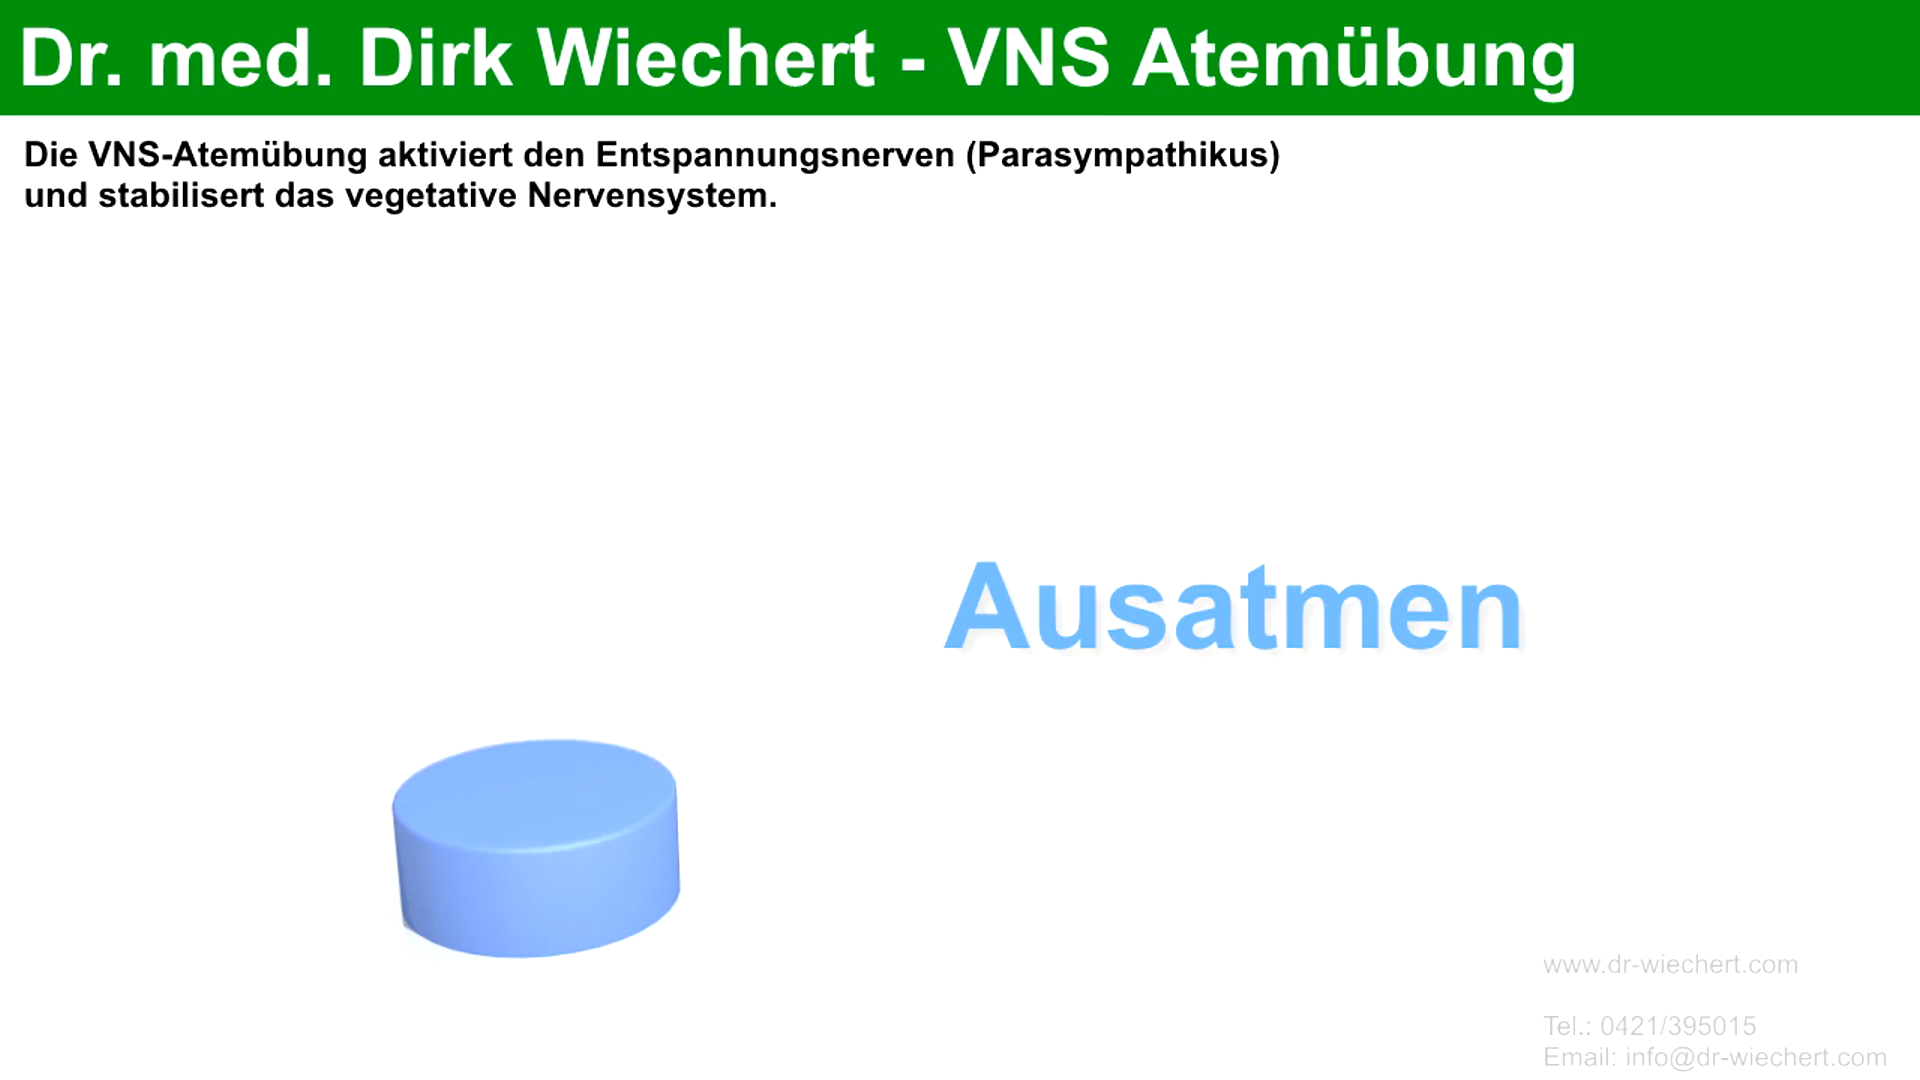 Dr. med. Dirk Wiechert - VNS Atemübung
Die VNS-Atemübung aktiviert den Entspannungsnerven (Parasympathikus)
und stabilisert das vegetative Nervensystem.
Ausatmen
www.dr-wiechert.com
Tel.: 0421/395015
Email: info@dr-wiechert.com